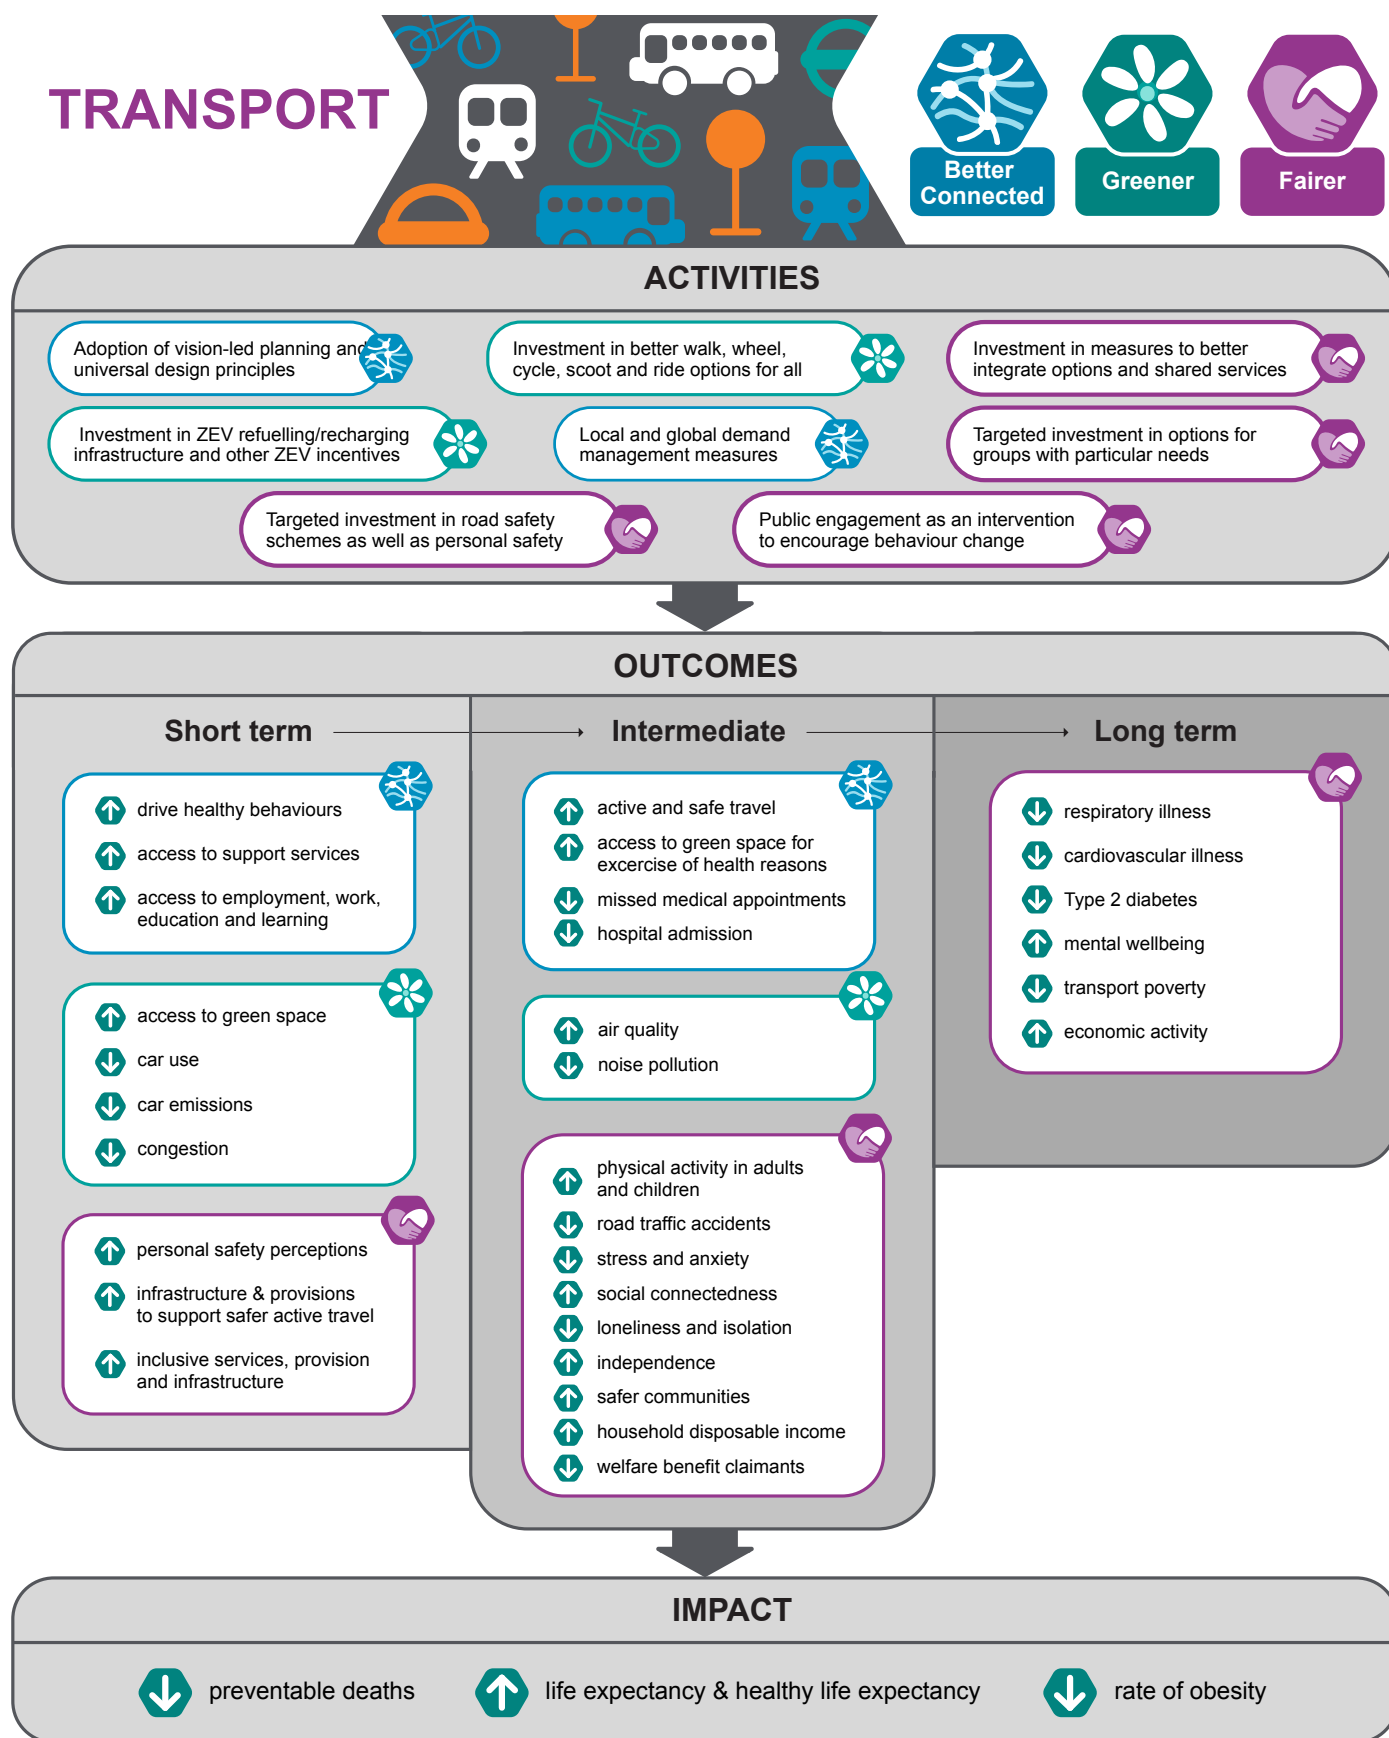 TRANSPORT
Better
Connected
Greener
Fairer
ACTIVITIES
Adoption of vision-led planning and
universal design principles
Investment in better walk, wheel,
cycle, scoot and ride options for all
Investment in measures to better
integrate options and shared services
Investment in ZEV refuelling/recharging
infrastructure and other ZEV incentives
Local and global demand
management measures
Targeted investment in options for
groups with particular needs
Targeted investment in road safety
schemes as well as personal safety
Public engagement as an intervention
to encourage behaviour change
OUTCOMES
Short term
drive healthy behaviours
access to support services
access to employment, work,
education and learning
access to green space
car use
car emissions
congestion
personal safety perceptions
infrastructure & provisions
to support safer active travel
inclusive services, provision
and infrastructure
Intermediate
active and safe travel
access to green space for
excercise of health reasons
missed medical appointments
hospital admission
air quality
noise pollution
physical activity in adults
and children
road traffic accidents
stress and anxiety
social connectedness
loneliness and isolation
independence
safer communities
household disposable income
welfare benefit claimants
Long term
respiratory illness
cardiovascular illness
Type 2 diabetes
mental wellbeing
transport poverty
economic activity
IMPACT
preventable deaths
life expectancy & healthy life expectancy
rate of obesity